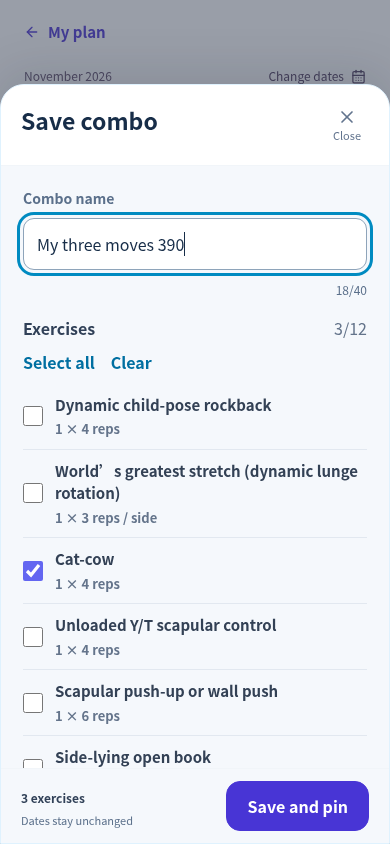 My plan
November 2026
Change dates
Save combo
Close
Combo name
My three moves 390
18/40
Exercises
3/12
Select all
Clear
Dynamic child-pose rockback
1 × 4 reps
World’s greatest stretch (dynamic lunge
rotation)
1 × 3 reps / side
Cat-cow
1 × 4 reps
Unloaded Y/T scapular control
1 × 4 reps
Scapular push-up or wall push
1 × 6 reps
Side-lying open book
3 exercises
Dates stay unchanged
Save and pin